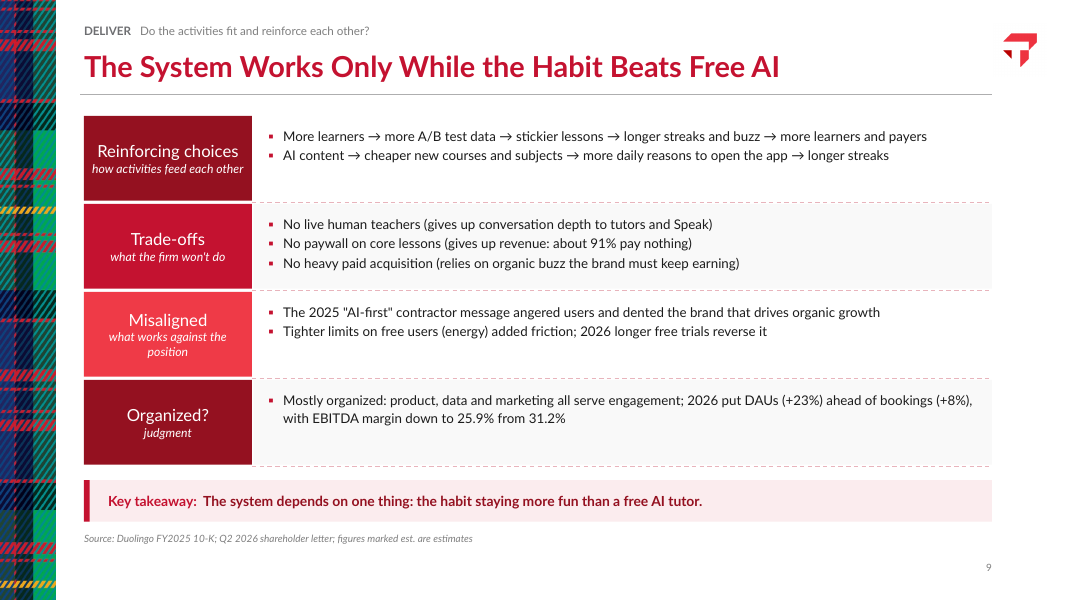 DELIVER Do the activities fit and reinforce each other?
The System Works Only While the Habit Beats Free AI
Reinforcing choices
how activities feed each other
▪ More learners → more A/B test data → stickier lessons → longer streaks and buzz → more learners and payers
▪ AI content → cheaper new courses and subjects → more daily reasons to open the app → longer streaks
Trade-offs
what the firm won't do
▪ No live human teachers (gives up conversation depth to tutors and Speak)
▪ No paywall on core lessons (gives up revenue: about 91% pay nothing)
▪ No heavy paid acquisition (relies on organic buzz the brand must keep earning)
Misaligned
what works against the
position
▪ The 2025 "AI-first" contractor message angered users and dented the brand that drives organic growth
▪ Tighter limits on free users (energy) added friction; 2026 longer free trials reverse it
Organized?
judgment
▪ Mostly organized: product, data and marketing all serve engagement; 2026 put DAUs (+23%) ahead of bookings (+8%),
with EBITDA margin down to 25.9% from 31.2%
Key takeaway: The system depends on one thing: the habit staying more fun than a free AI tutor.
Source: Duolingo FY2025 10-K; Q2 2026 shareholder letter; figures marked est. are estimates
9